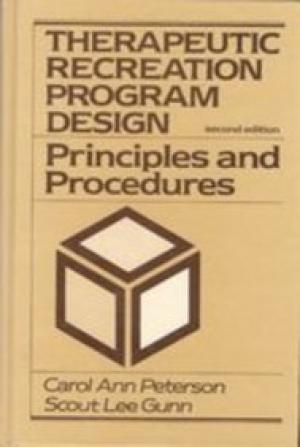 THERAPEUTIC
RECREATION
PROGRAM
DESIGN second edition
Principles and
Procedures
Carol Ann Peterson
Scout Lee Gunn